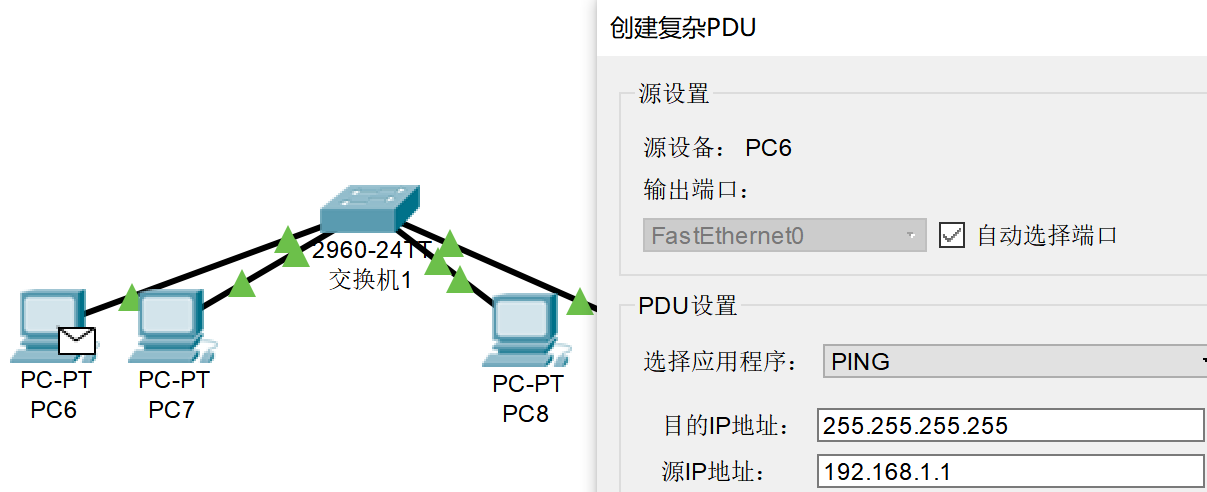 创建复杂PDU
源设置
源设备： PC6
输出端口：
FastEthernet0
自动选择端口
PDU设置
选择应用程序： PING
目的IP地址： 255.255.255.255
源IP地址： 192.168.1.1
2960-24TT
交换机1
PC-PT
PC6
PC-PT
PC7
PC-PT
PC8